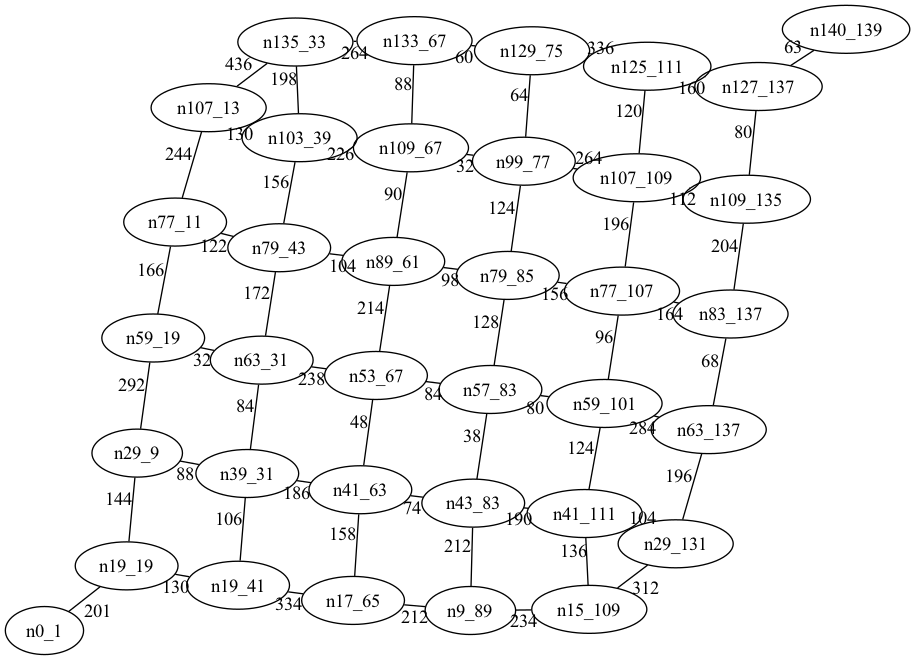 n140_139
n135_33
n133_67
n129_75
n125_111
n127_137
264
60
336
160
63
436
198
88
64
120
80
n107_13
n103_39
n109_67
n99_77
n107_109
n109_135
130
226
32
264
112
244
156
90
124
196
204
n77_11
n79_43
n89_61
n79_85
n77_107
n83_137
122
104
98
156
164
166
172
214
128
96
68
n59_19
n63_31
n53_67
n57_83
n59_101
n63_137
32
238
84
80
284
292
84
48
38
124
196
n29_9
n39_31
n41_63
n43_83
n41_111
n29_131
88
186
74
190
104
144
106
158
212
136
312
n19_19
n19_41
n17_65
n9_89
n15_109
130
334
212
234
201
n0_1